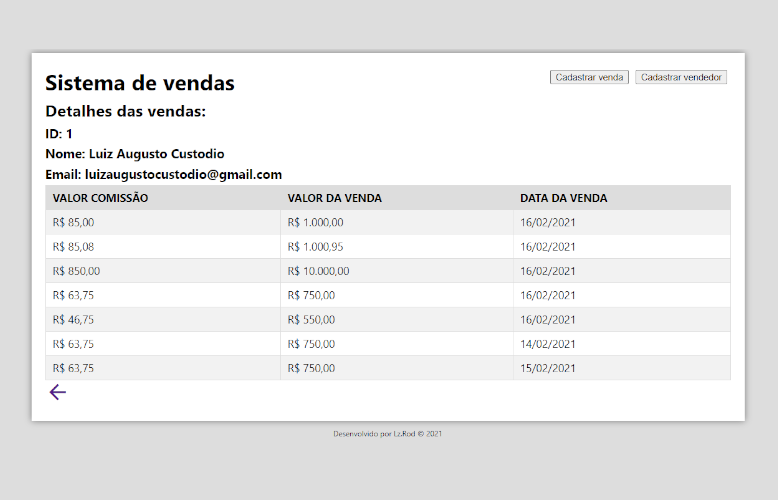 Sistema de vendas
Cadastrar venda Cadastrar vendedor
Detalhes das vendas:
ID: 1
Nome: Luiz Augusto Custodio
Email: luizaugustocustodio@gmail.com
VALOR COMISSÃO VALOR DA VENDA DATA DA VENDA
R$ 85,00 R$ 1.000,00 16/02/2021
R$ 85,08 R$ 1.000,95 16/02/2021
R$ 850,00 R$ 10.000,00 16/02/2021
R$ 63,75 R$ 750,00 16/02/2021
R$ 46,75 R$ 550,00 16/02/2021
R$ 63,75 R$ 750,00 14/02/2021
R$ 63,75 R$ 750,00 15/02/2021
Desenvolvido por Lz.Rod © 2021